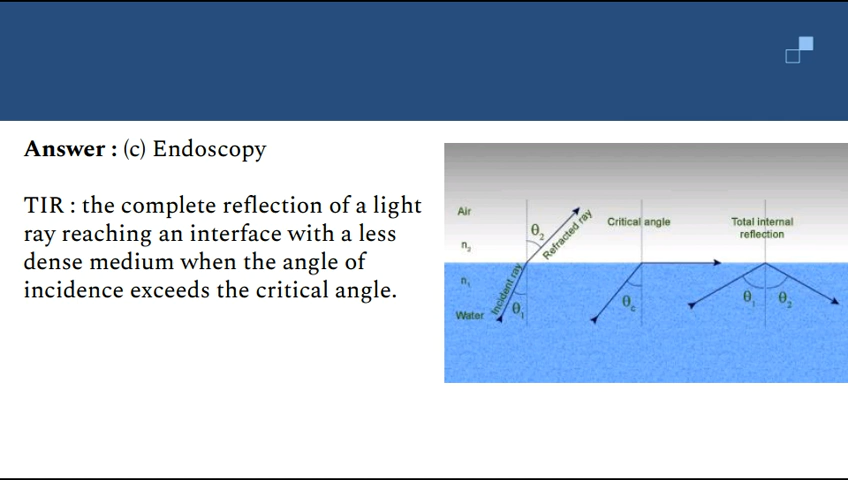 Answer : (c) Endoscopy
TIR : the complete reflection of a light
ray reaching an interface with a less
dense medium when the angle of
incidence exceeds the critical angle.
Air
n₂
n₁
Water
Incident ray
θ₁
θ₂
Refracted ray
Critical angle
θc
Total internal
reflection
θ₁ θ₂